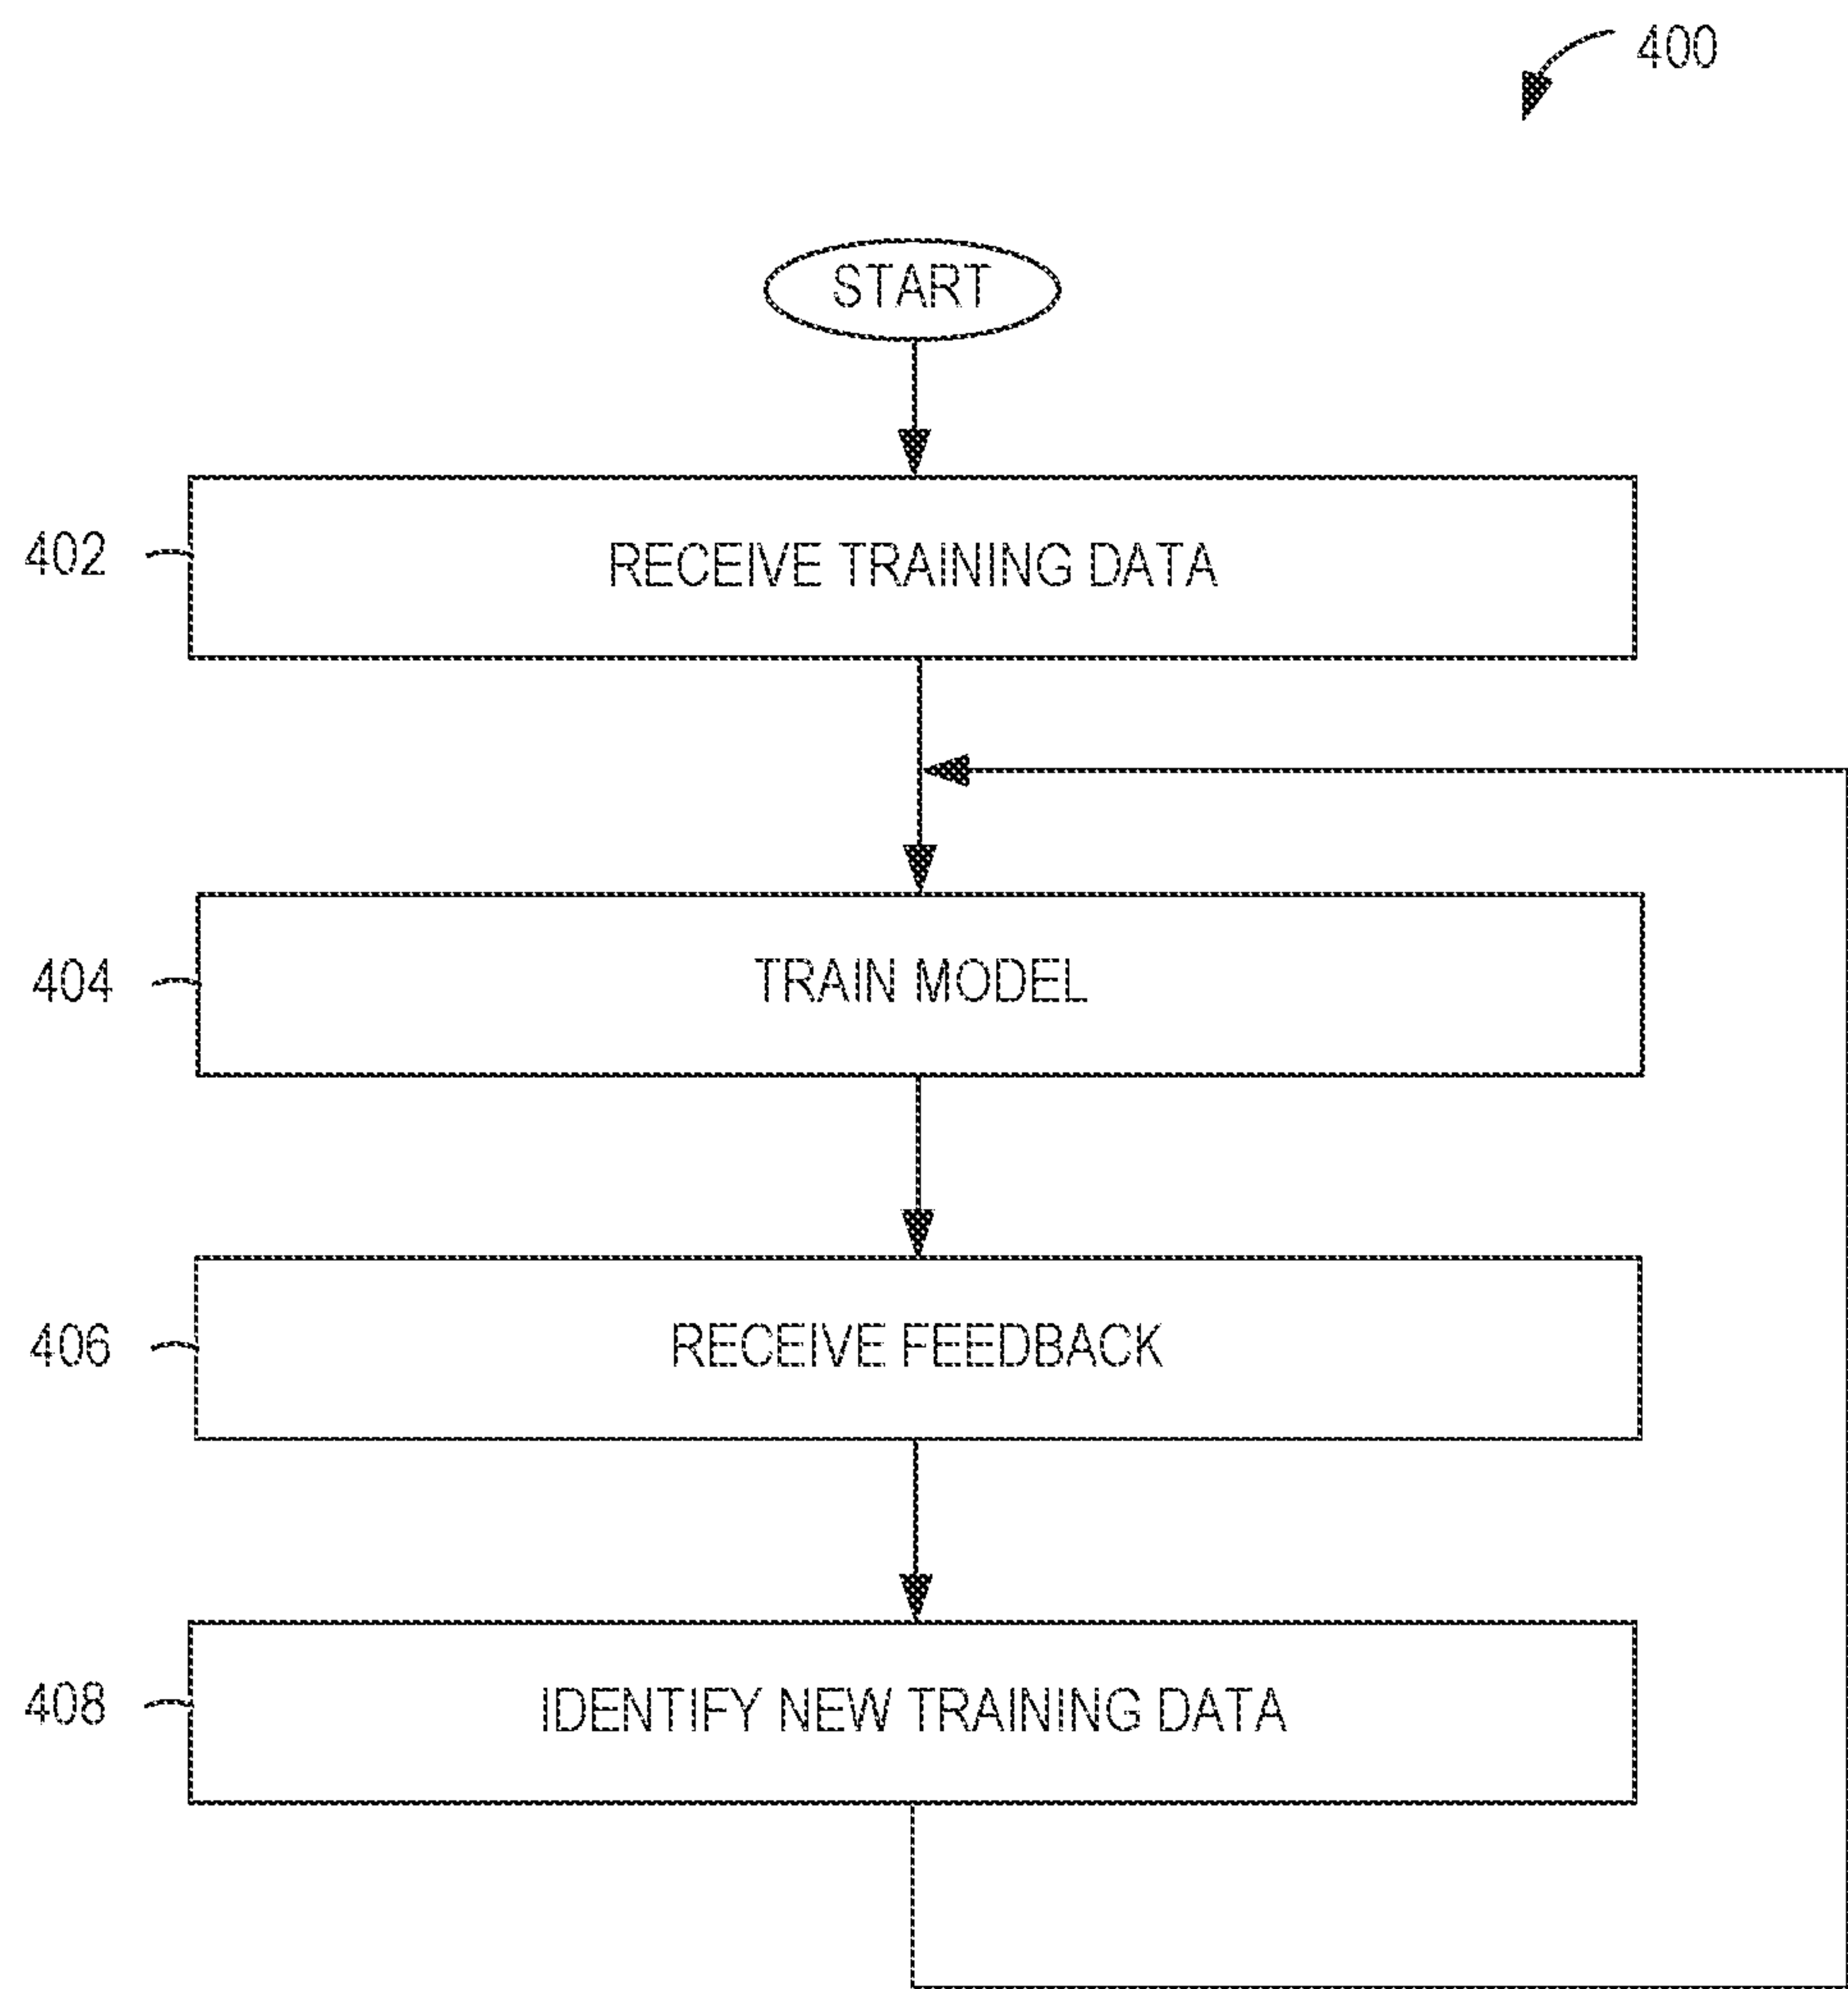 400
START
402
RECEIVE TRAINING DATA
404
TRAIN MODEL
406
RECEIVE FEEDBACK
408
IDENTIFY NEW TRAINING DATA